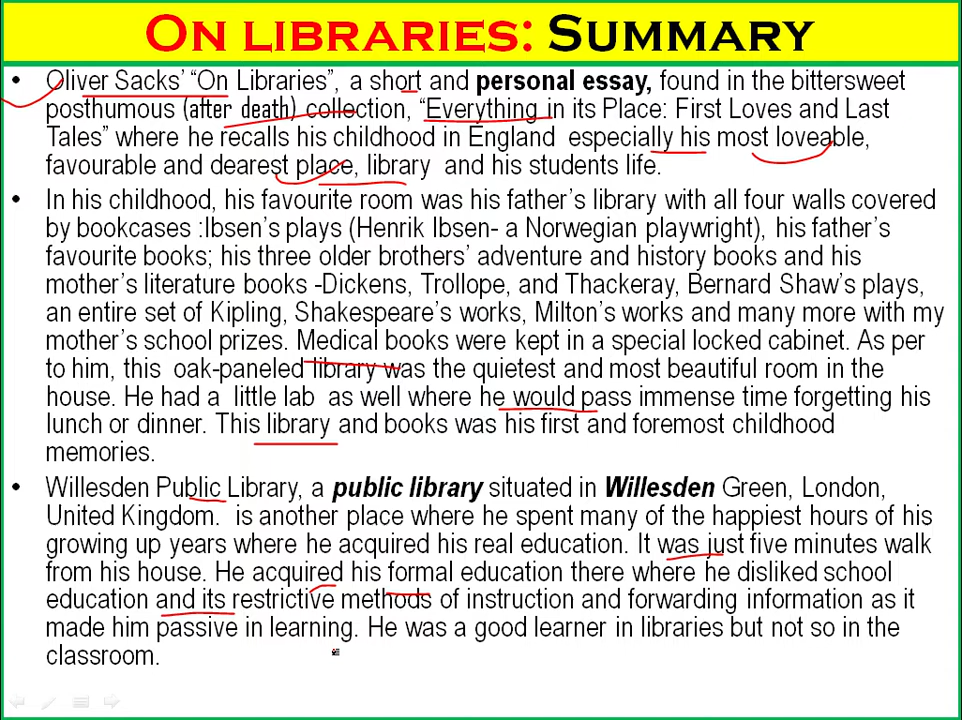 On libraries: Summary
• Oliver Sacks' "On Libraries", a short and personal essay, found in the bittersweet
posthumous (after death) collection, "Everything in its Place: First Loves and Last
Tales" where he recalls his childhood in England especially his most loveable,
favourable and dearest place, library and his students life.
• In his childhood, his favourite room was his father's library with all four walls covered
by bookcases :Ibsen's plays (Henrik Ibsen- a Norwegian playwright), his father's
favourite books; his three older brothers' adventure and history books and his
mother's literature books -Dickens, Trollope, and Thackeray, Bernard Shaw's plays,
an entire set of Kipling, Shakespeare's works, Milton's works and many more with my
mother's school prizes. Medical books were kept in a special locked cabinet. As per
to him, this oak-paneled library was the quietest and most beautiful room in the
house. He had a little lab as well where he would pass immense time forgetting his
lunch or dinner. This library and books was his first and foremost childhood
memories.
• Willesden Public Library, a public library situated in Willesden Green, London,
United Kingdom. is another place where he spent many of the happiest hours of his
growing up years where he acquired his real education. It was just five minutes walk
from his house. He acquired his formal education there where he disliked school
education and its restrictive methods of instruction and forwarding information as it
made him passive in learning. He was a good learner in libraries but not so in the
classroom.